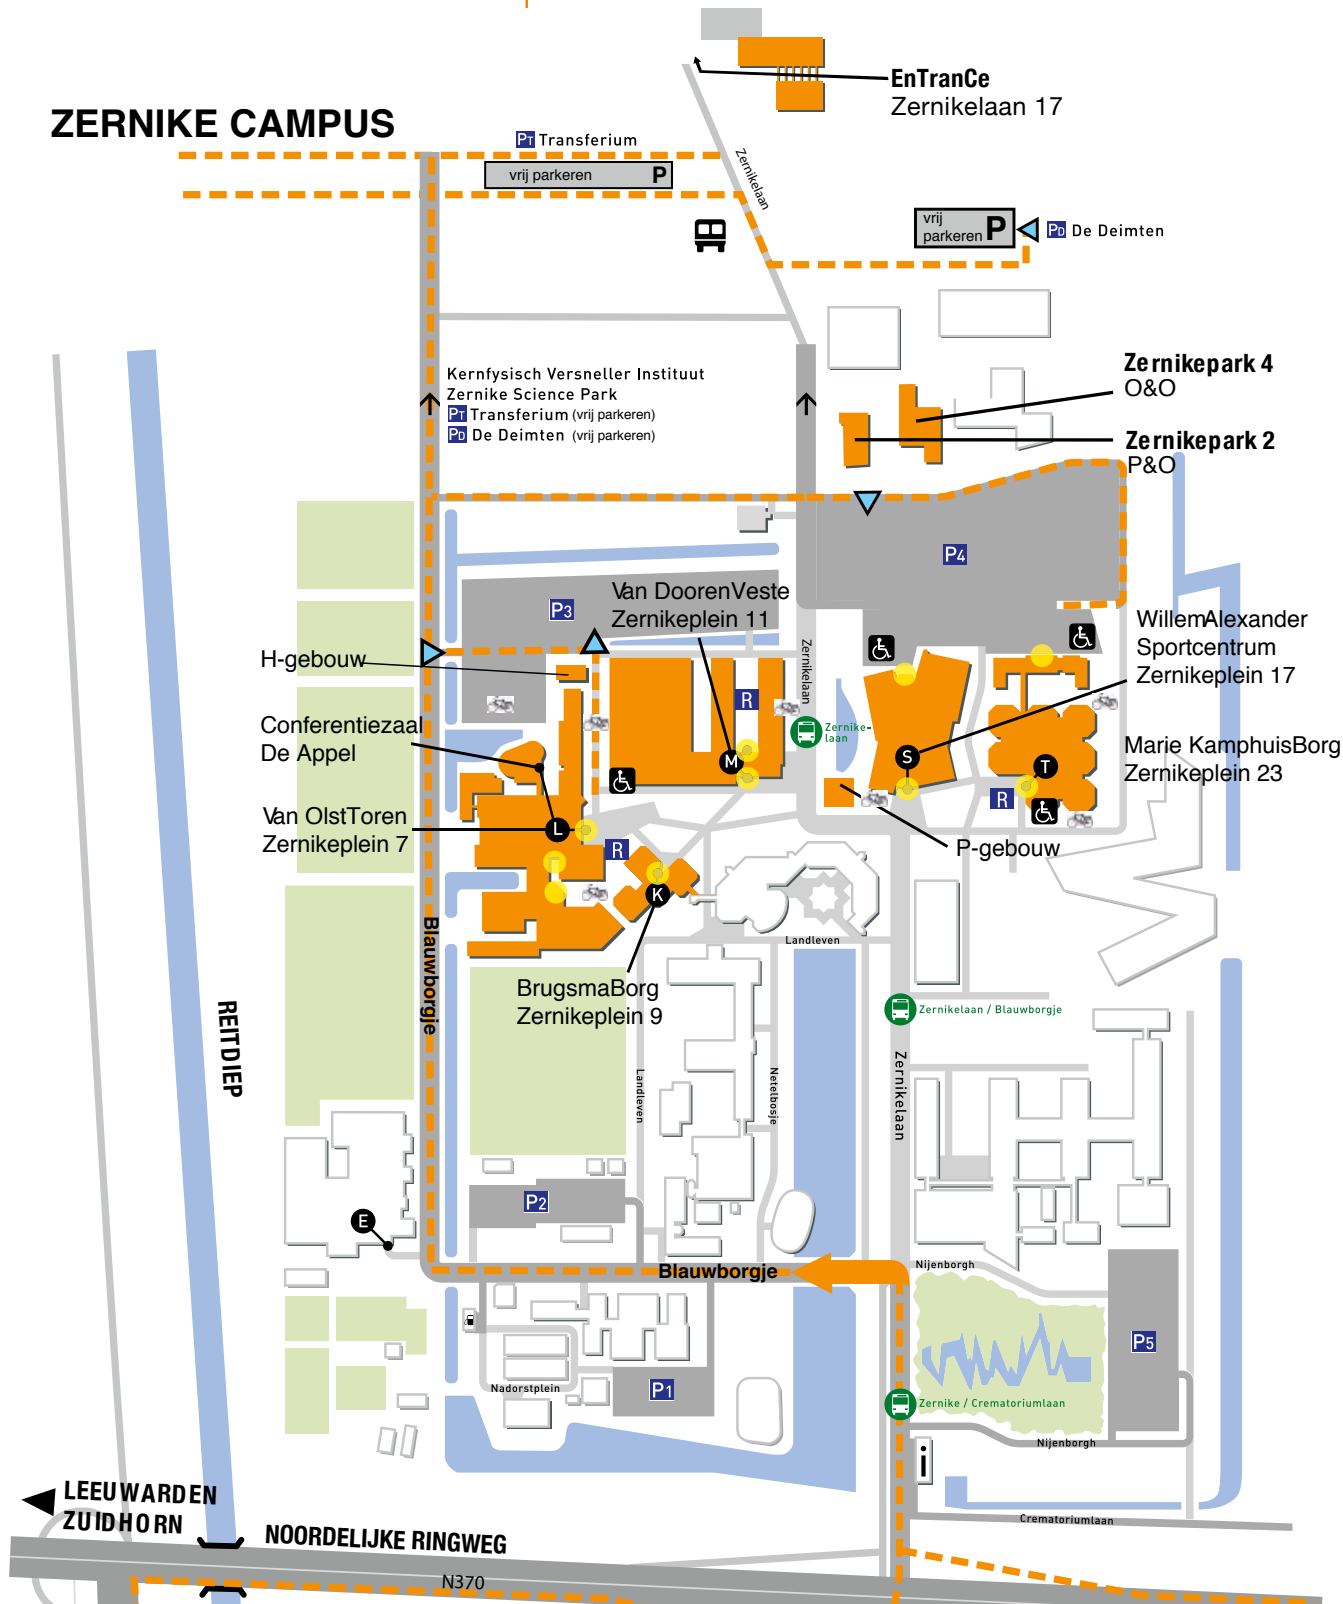 EnTranCe
Zernikelaan 17
ZERNIKE CAMPUS
PT Transferium
vrij parkeren P
Zernikelaan
vrij
parkeren P
PD De Deimten
Kernfysisch Versneller Instituut
Zernike Science Park
PT Transferium (vrij parkeren)
PD De Deimten (vrij parkeren)
Zernikepark 4
O&O
Zernikepark 2
P&O
P4
P3
Van DoorenVeste
Zernikeplein 11
WillemAlexander
Sportcentrum
Zernikeplein 17
H-gebouw
Zernikelaan
R
Conferentiezaal
De Appel
Zernike-
laan
M
S
T
Marie KamphuisBorg
Zernikeplein 23
R
Van OlstToren
Zernikeplein 7
L
R
P-gebouw
K
Blauwborgje
Landleven
BrugsmaBorg
Zernikeplein 9
Zernikelaan / Blauwborgje
REITDIEP
Landleven
Netelbosje
Zernikelaan
P2
E
Blauwborgje
Nijenborgh
P5
P1
Nadorstplein
Zernike / Crematoriumlaan
Nijenborgh
i
LEEUWARDEN
ZUIDHORN
NOORDELIJKE RINGWEG
Crematoriumlaan
N370